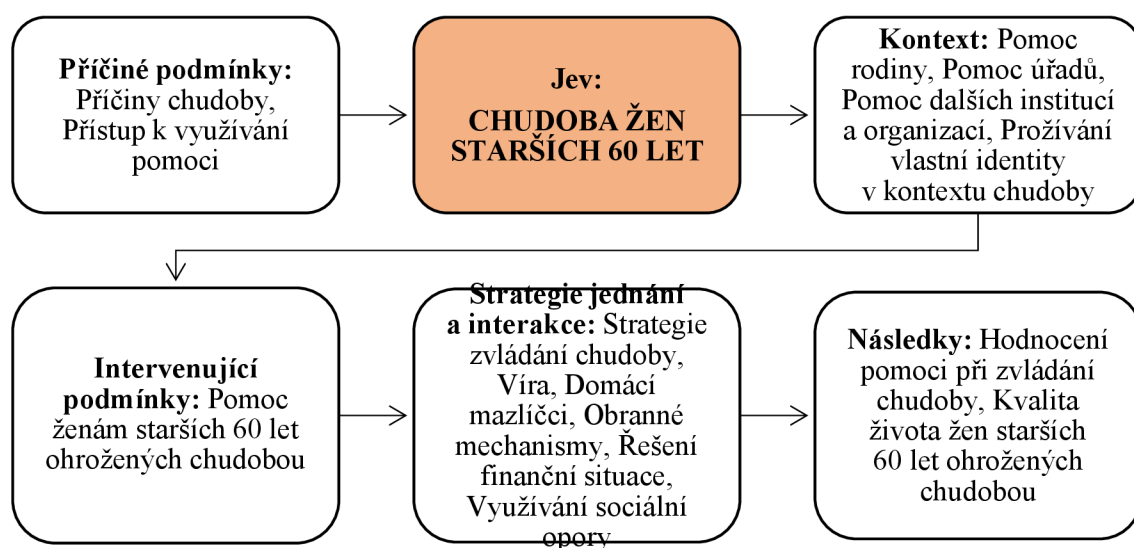 Příčiné podmínky:
Příčiny chudoby,
Přístup k využívání
pomoci
Jev:
CHUDOBA ŽEN
STARŠÍCH 60 LET
Kontext: Pomoc
rodiny, Pomoc úřadů,
Pomoc dalších institucí
a organizací, Prožívání
vlastní identity
v kontextu chudoby
Intervenující
podmínky: Pomoc
ženám starších 60 let
ohrožených chudobou
Strategie jednání
a interakce: Strategie
zvládání chudoby,
Víra, Domácí
mazlíčci, Obranné
mechanismy, Řešení
finanční situace,
Využívání sociální
opory
Následky: Hodnocení
pomoci při zvládání
chudoby, Kvalita
života žen starších
60 let ohrožených
chudobou